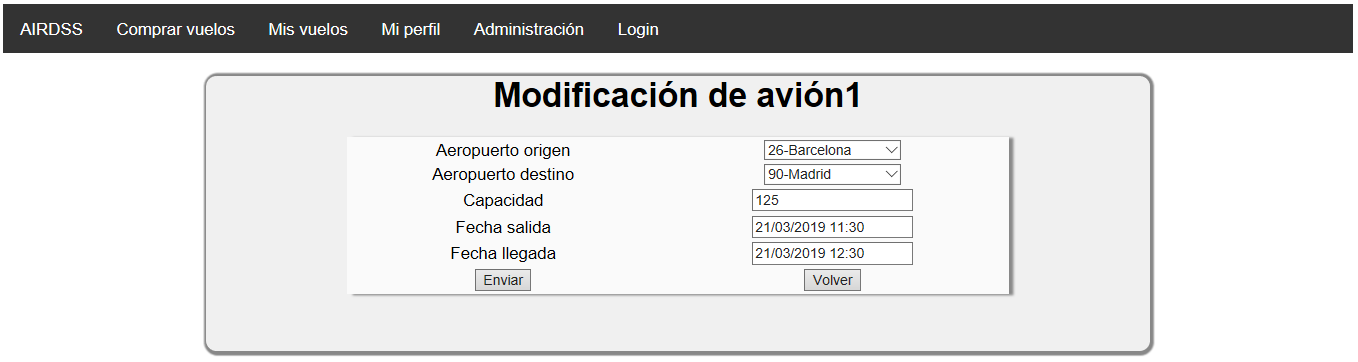 AIRDSS Comprar vuelos Mis vuelos Mi perfil Administración Login
Modificación de avión1
Aeropuerto origen 26-Barcelona
Aeropuerto destino 90-Madrid
Capacidad 125
Fecha salida 21/03/2019 11:30
Fecha llegada 21/03/2019 12:30
Enviar Volver